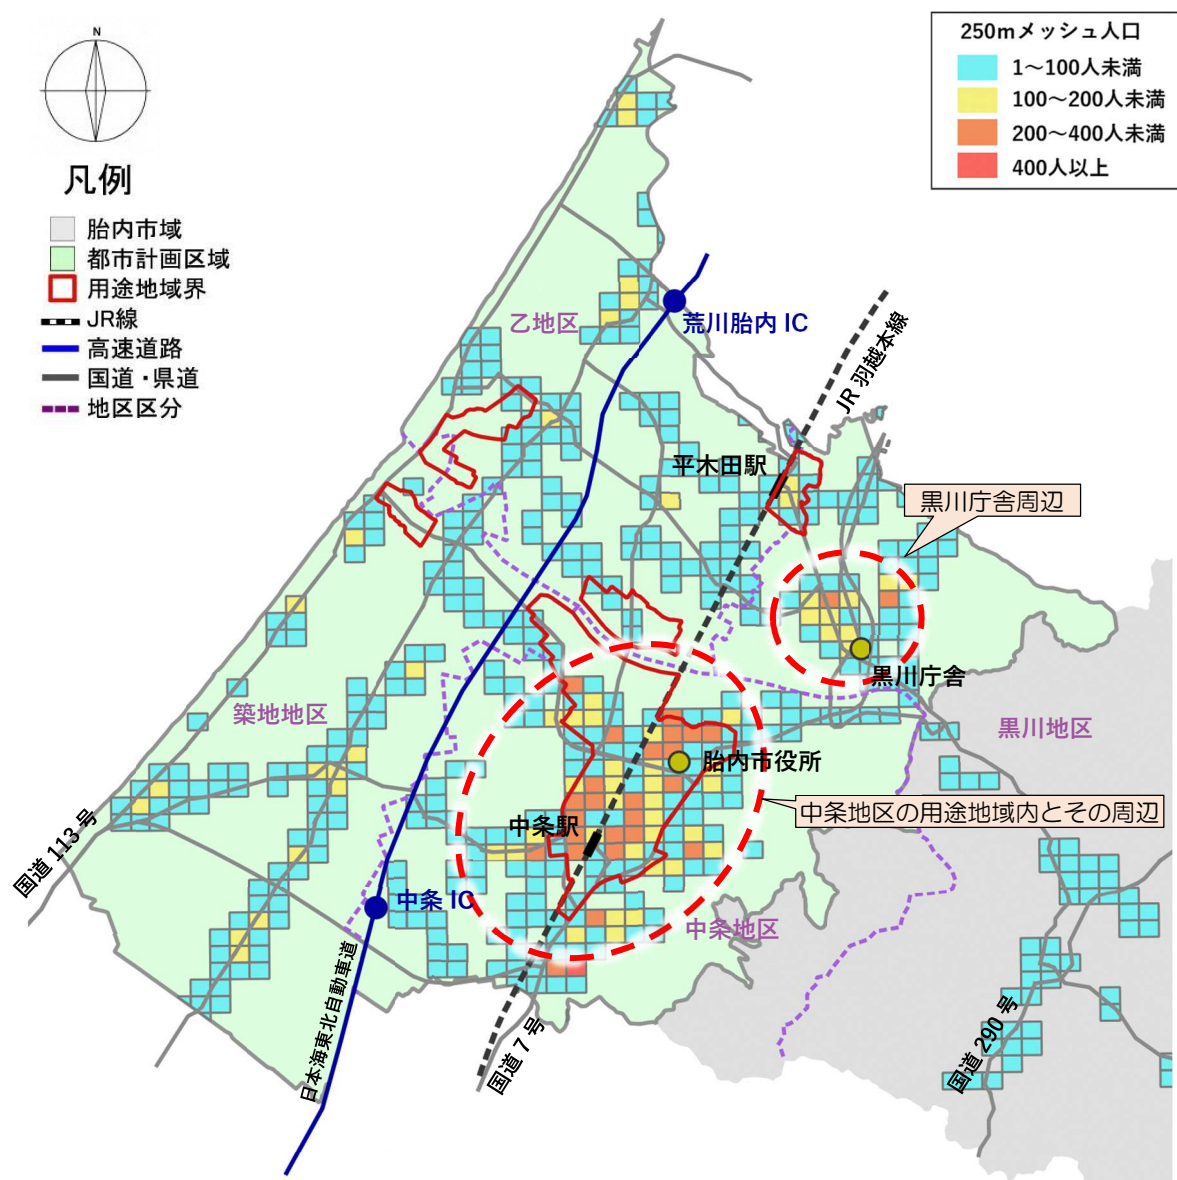 N
凡例
胎内市域
都市計画区域
用途地域界
JR線
高速道路
国道・県道
地区区分
250mメッシュ人口
1～100人未満
100～200人未満
200～400人未満
400人以上
乙地区
荒川胎内 IC
JR 羽越本線
平木田駅
黒川庁舎周辺
黒川庁舎
築地地区
黒川地区
胎内市役所
中条地区の用途地域内とその周辺
中条駅
国道 113 号
中条 IC
中条地区
日本海東北自動車道
国道 7 号
国道 290 号